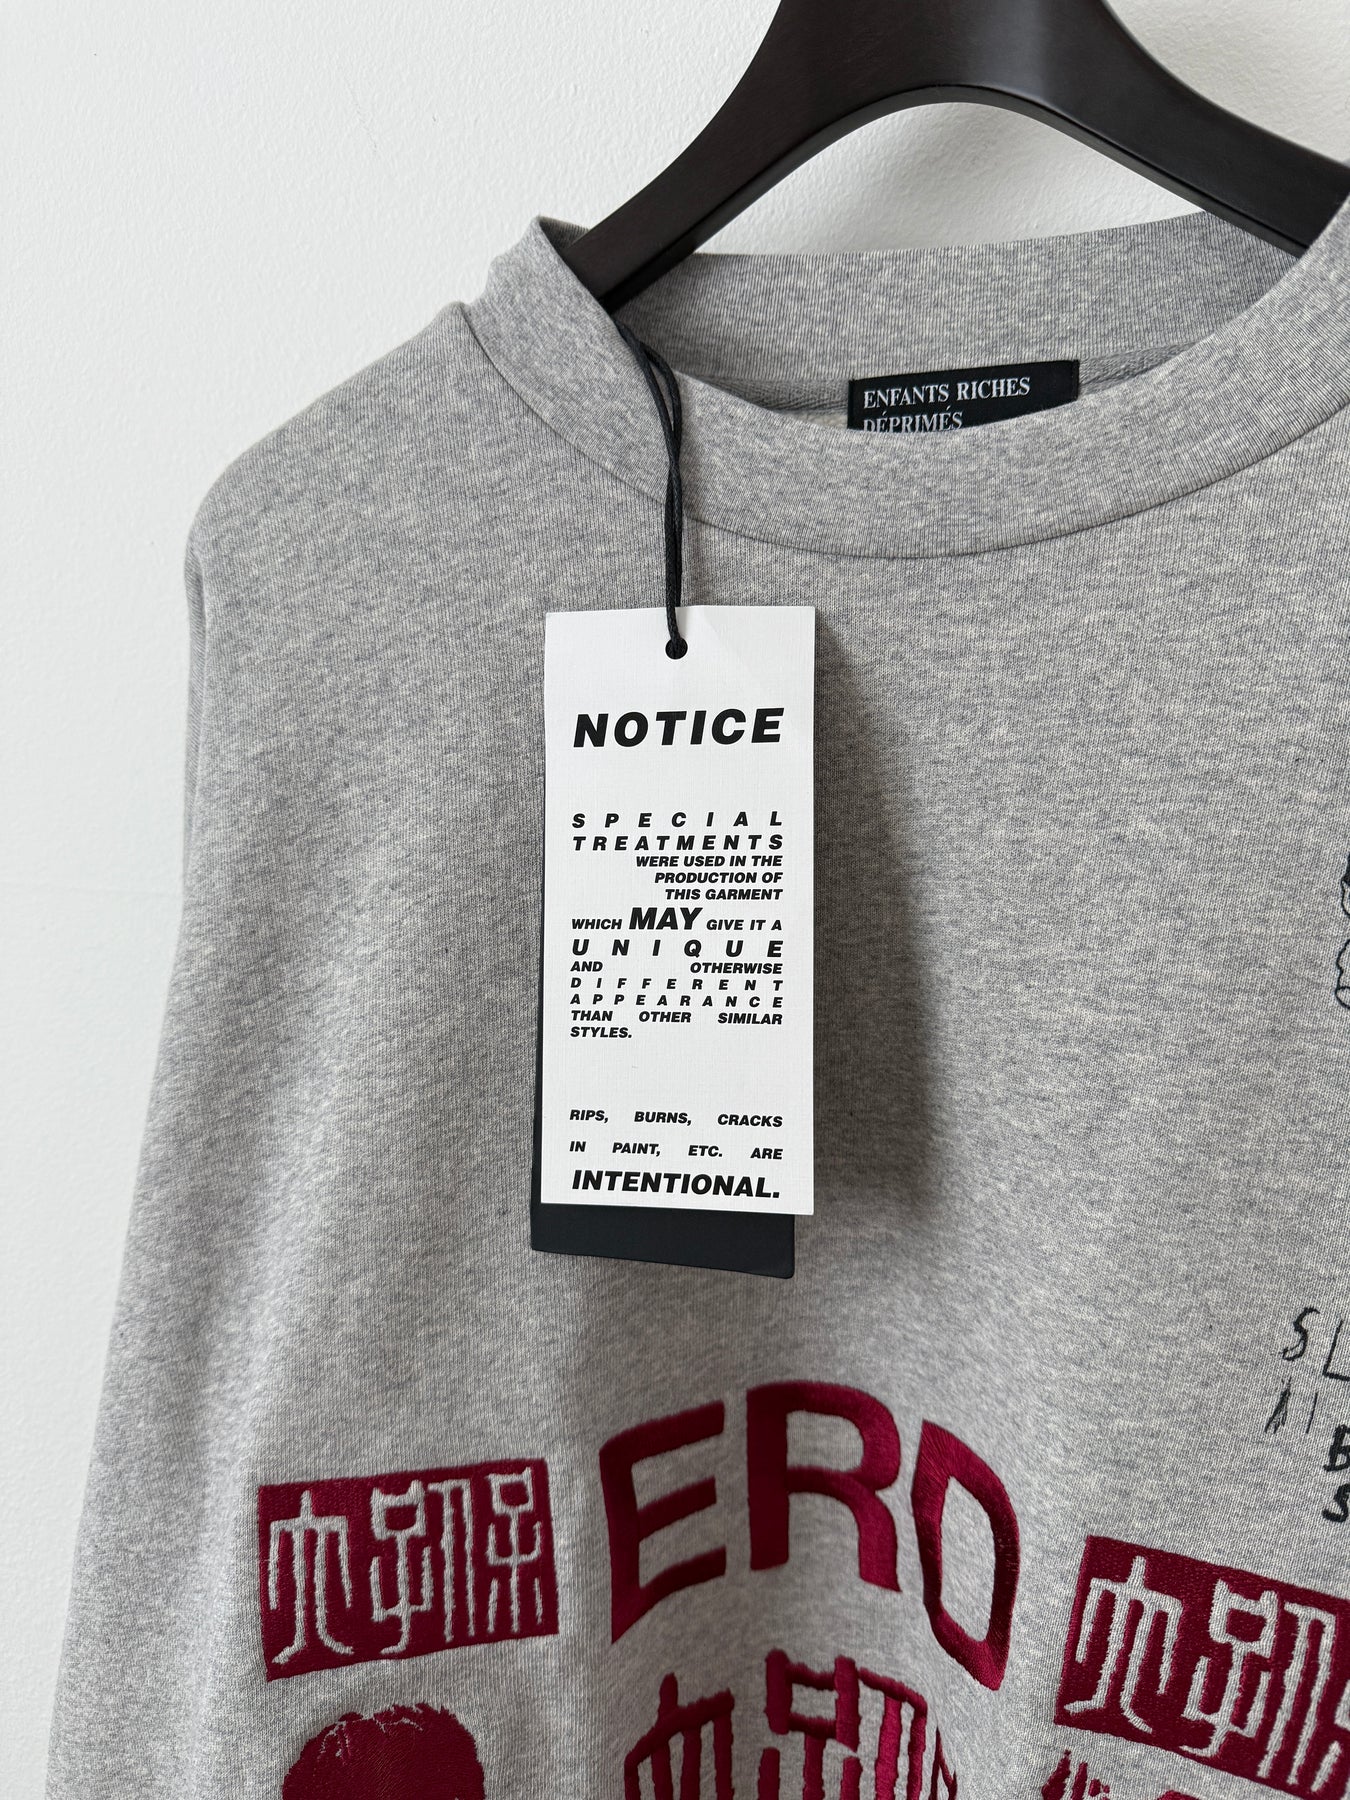 ENFANTS RICHES
DÉPRIMÉS
NOTICE
SPECIAL
TREATMENTS
WERE USED IN THE
PRODUCTION OF
THIS GARMENT
WHICH MAY GIVE IT A
UNIQUE
AND OTHERWISE
DIFFERENT
APPEARANCE
THAN OTHER SIMILAR
STYLES.
RIPS, BURNS, CRACKS
IN PAINT, ETC. ARE
INTENTIONAL.
ERD